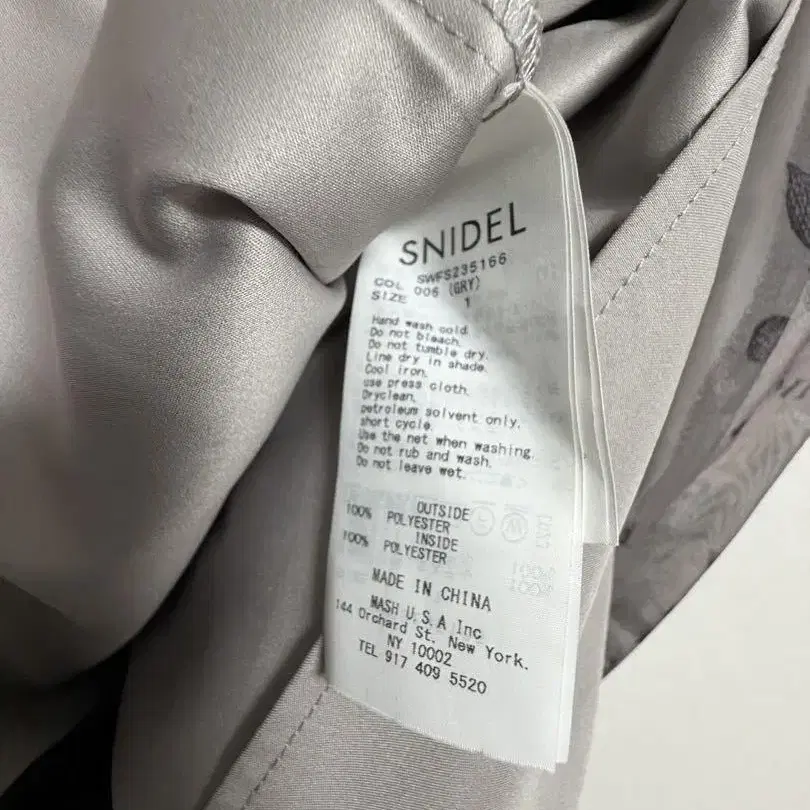 SNIDEL
SWFS235166
COL 006 (GRY)
SIZE 1
Hand wash cold.
Do not bleach.
Do not tumble dry.
Line dry in shade.
Cool iron.
use press cloth.
Dryclean.
petroleum solvent only,
short cycle.
Use the net when washing.
Do not rub and wash.
Do not leave wet.
OUTSIDE
100% POLYESTER
INSIDE
100% POLYESTER
MADE IN CHINA
MASH U.S.A Inc
144 Orchard St. New York.
NY 10002
TEL 917 409 5520